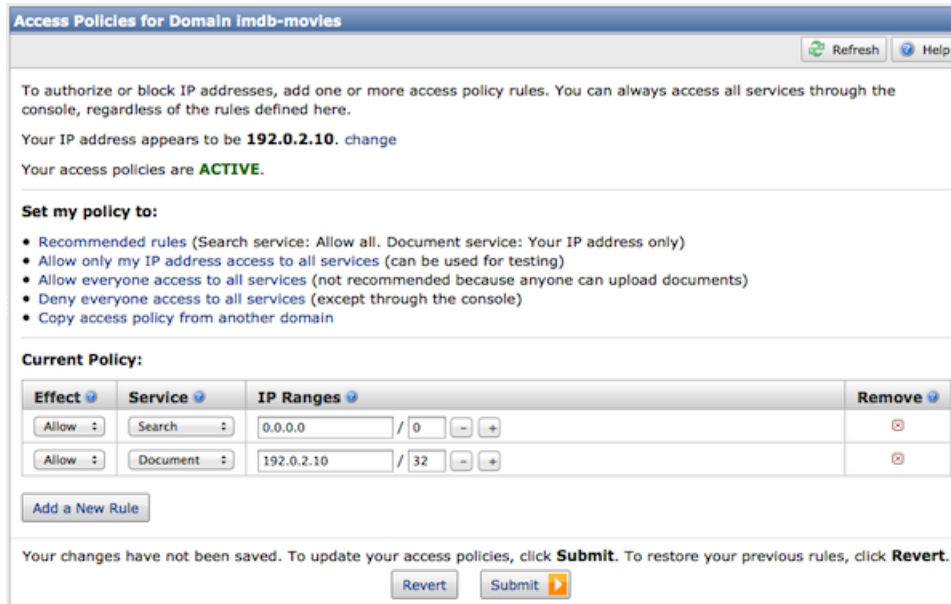 Access Policies for Domain imdb-movies
Refresh Help
To authorize or block IP addresses, add one or more access policy rules. You can always access all services through the
console, regardless of the rules defined here.
Your IP address appears to be 192.0.2.10. change
Your access policies are ACTIVE.
Set my policy to:
• Recommended rules (Search service: Allow all. Document service: Your IP address only)
• Allow only my IP address access to all services (can be used for testing)
• Allow everyone access to all services (not recommended because anyone can upload documents)
• Deny everyone access to all services (except through the console)
• Copy access policy from another domain
Current Policy:
Effect Service IP Ranges Remove
Allow Search 0.0.0.0 / 0 - +
Allow Document 192.0.2.10 / 32 - +
Add a New Rule
Your changes have not been saved. To update your access policies, click Submit. To restore your previous rules, click Revert.
Revert Submit